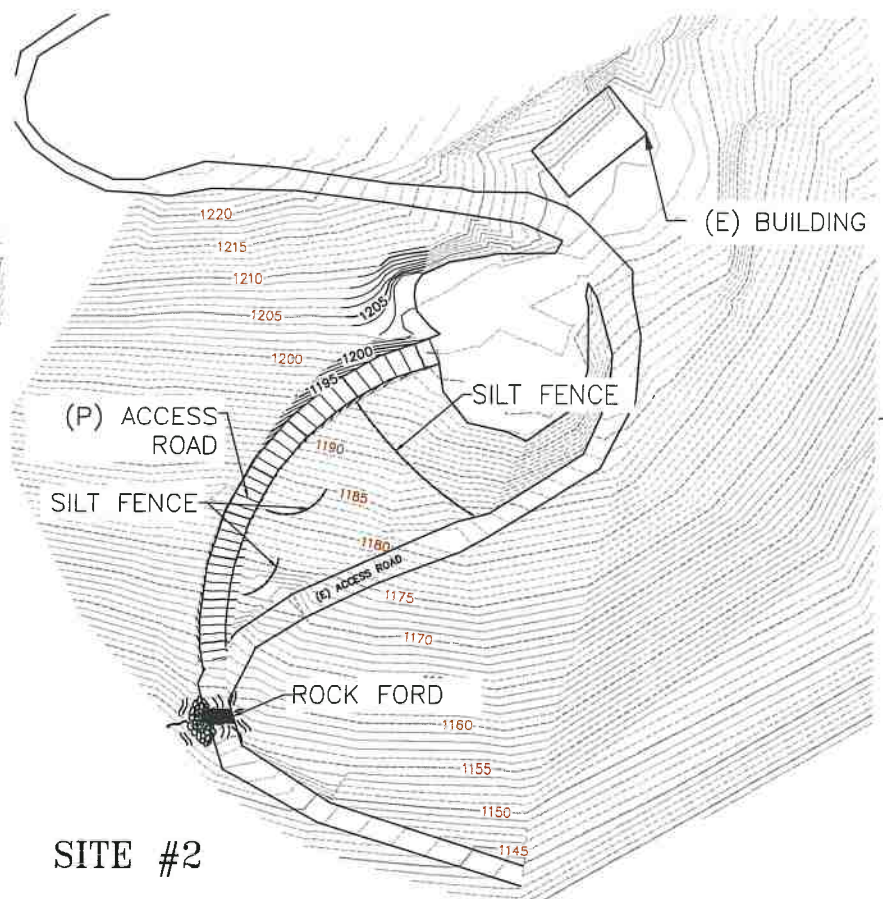 1220
1215
(E) BUILDING
1210
1205
1205
1200
1200
1195
SILT FENCE
(P) ACCESS
ROAD
1190
SILT FENCE
1185
1180
(E) ACCESS ROAD
1175
1170
ROCK FORD
1160
1155
1150
1145
SITE #2